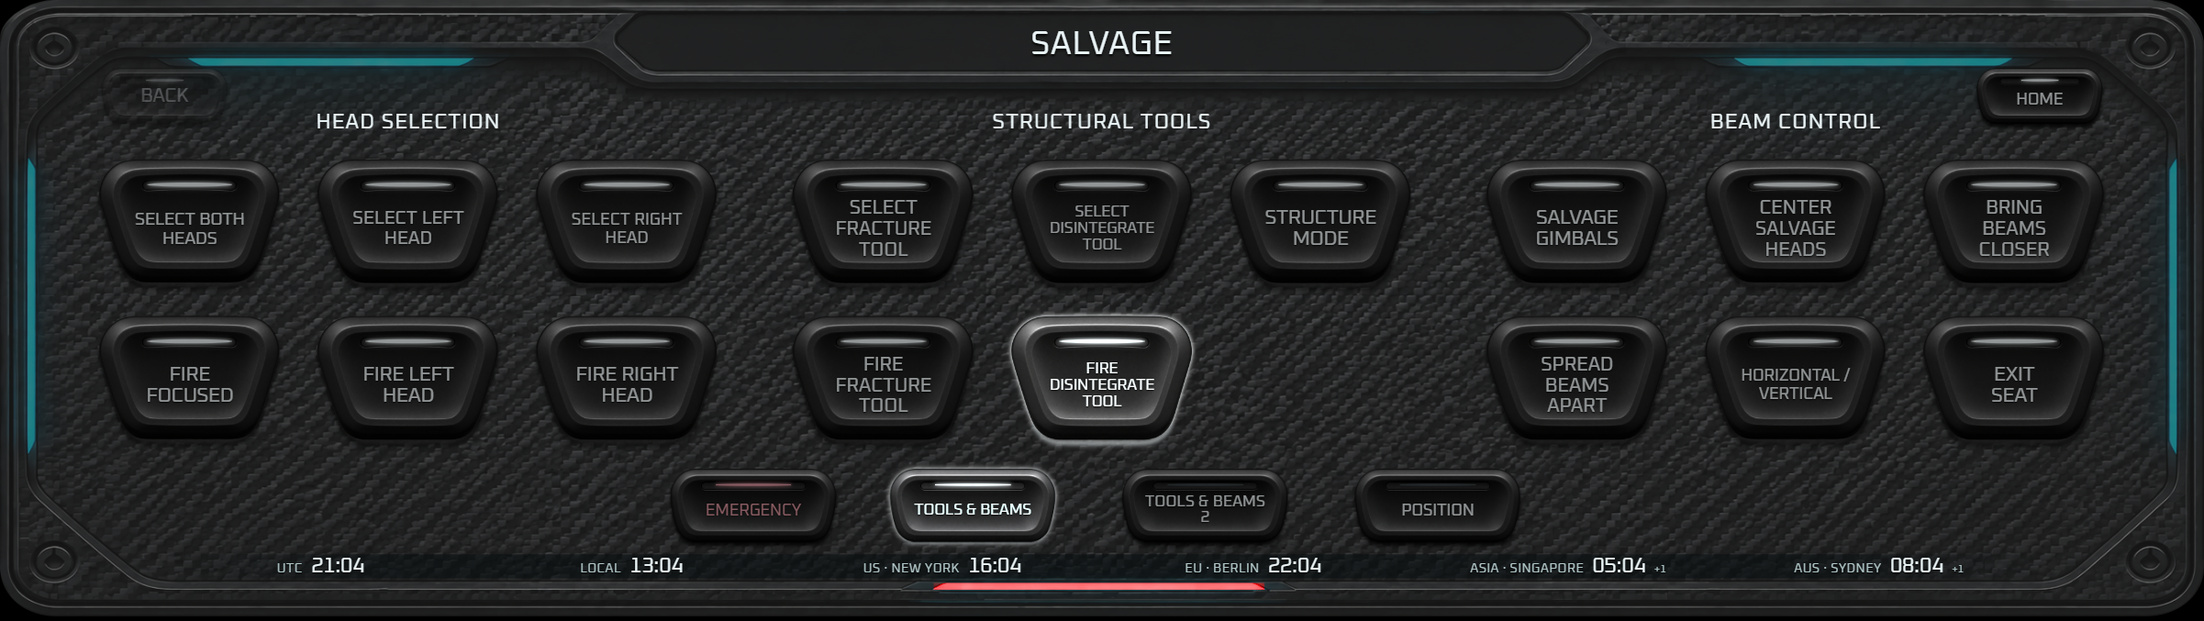 SALVAGE
BACK
HOME
HEAD SELECTION
STRUCTURAL TOOLS
BEAM CONTROL
SELECT BOTH
HEADS
SELECT LEFT
HEAD
SELECT RIGHT
HEAD
SELECT
FRACTURE
TOOL
SELECT
DISINTEGRATE
TOOL
STRUCTURE
MODE
SALVAGE
GIMBALS
CENTER
SALVAGE
HEADS
BRING
BEAMS
CLOSER
FIRE
FOCUSED
FIRE LEFT
HEAD
FIRE RIGHT
HEAD
FIRE
FRACTURE
TOOL
FIRE
DISINTEGRATE
TOOL
SPREAD
BEAMS
APART
HORIZONTAL /
VERTICAL
EXIT
SEAT
EMERGENCY
TOOLS & BEAMS
TOOLS & BEAMS
2
POSITION
UTC 21:04
LOCAL 13:04
US · NEW YORK 16:04
EU · BERLIN 22:04
ASIA · SINGAPORE 05:04 +1
AUS · SYDNEY 08:04 +1